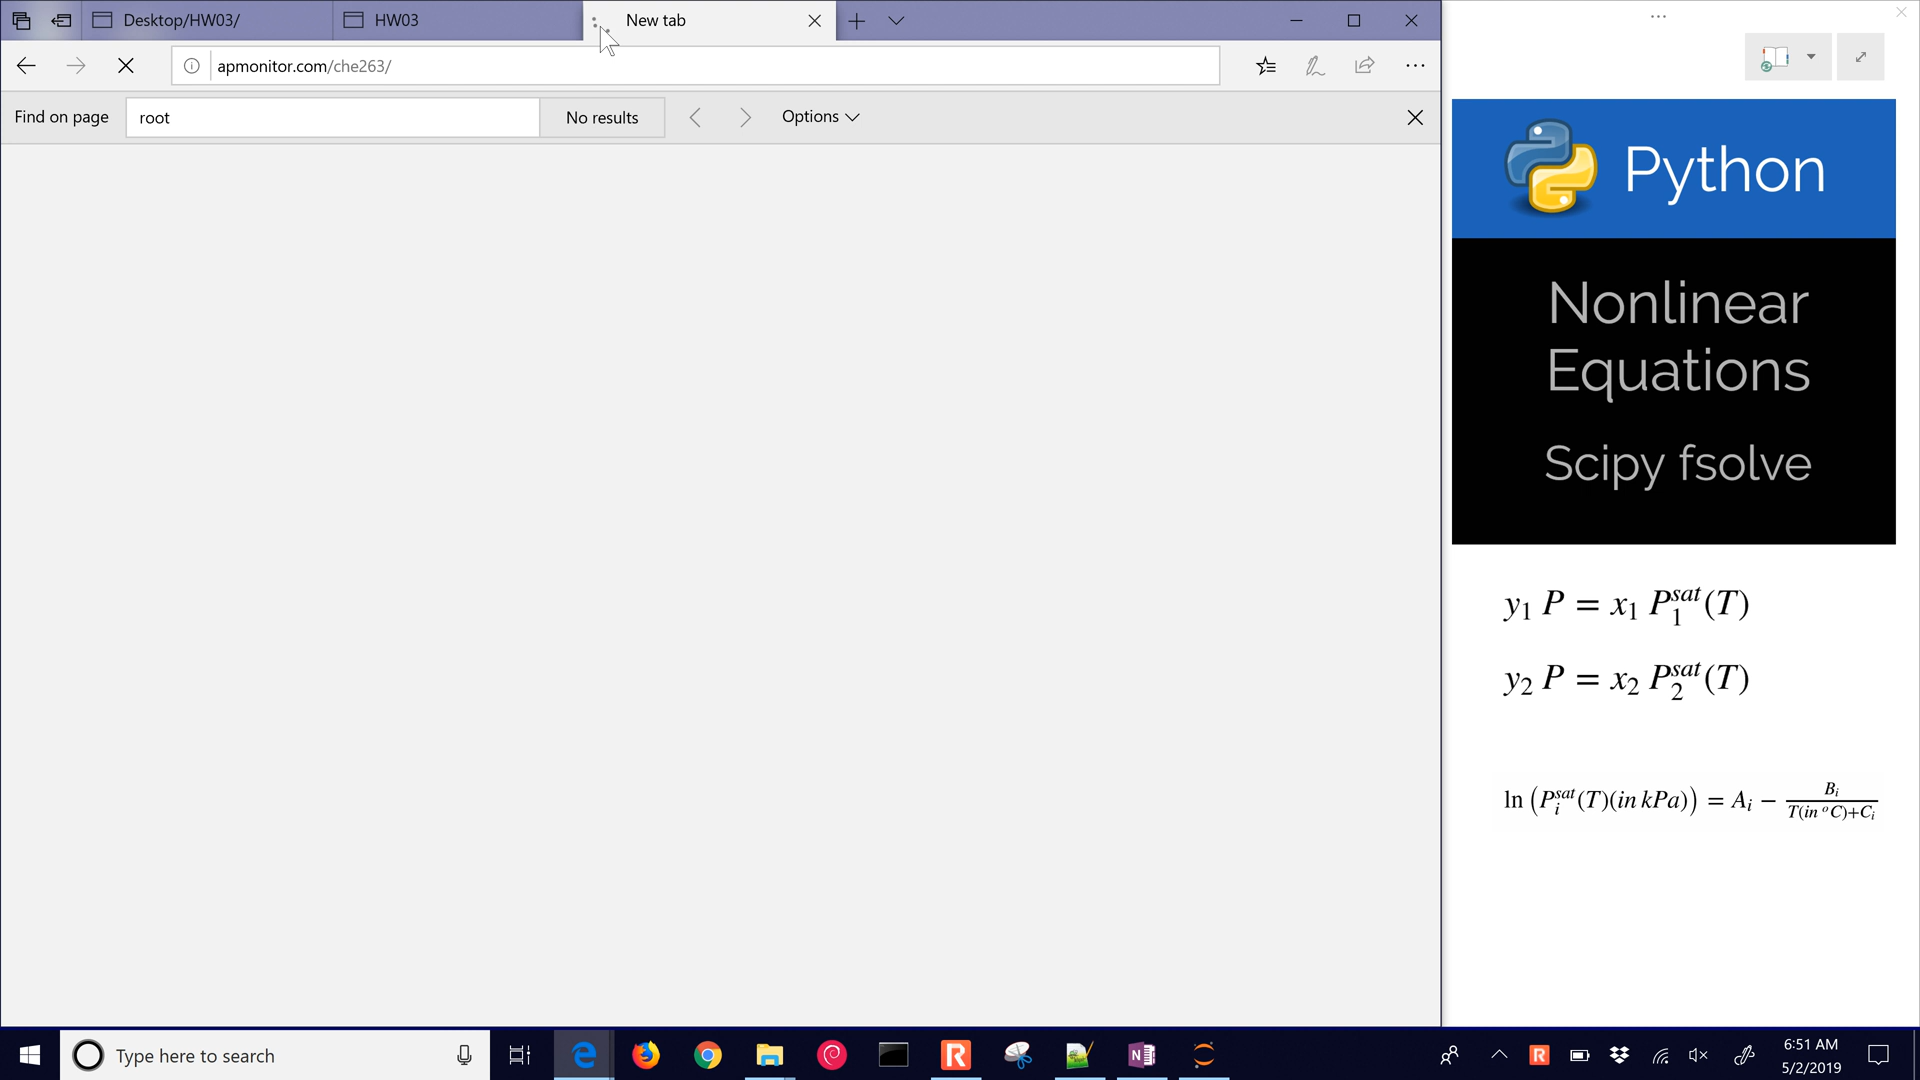 Desktop/HW03/
HW03
New tab
apmonitor.com/che263/
Find on page
root
No results
Options
Python
Nonlinear
Equations
Scipy fsolve
y₁ P = x₁ P₁ˢᵃᵗ(T)
y₂ P = x₂ P₂ˢᵃᵗ(T)
ln (Pᵢˢᵃᵗ(T)(in kPa)) = Aᵢ − Bᵢ / T(in °C)+Cᵢ
Type here to search
6:51 AM
5/2/2019